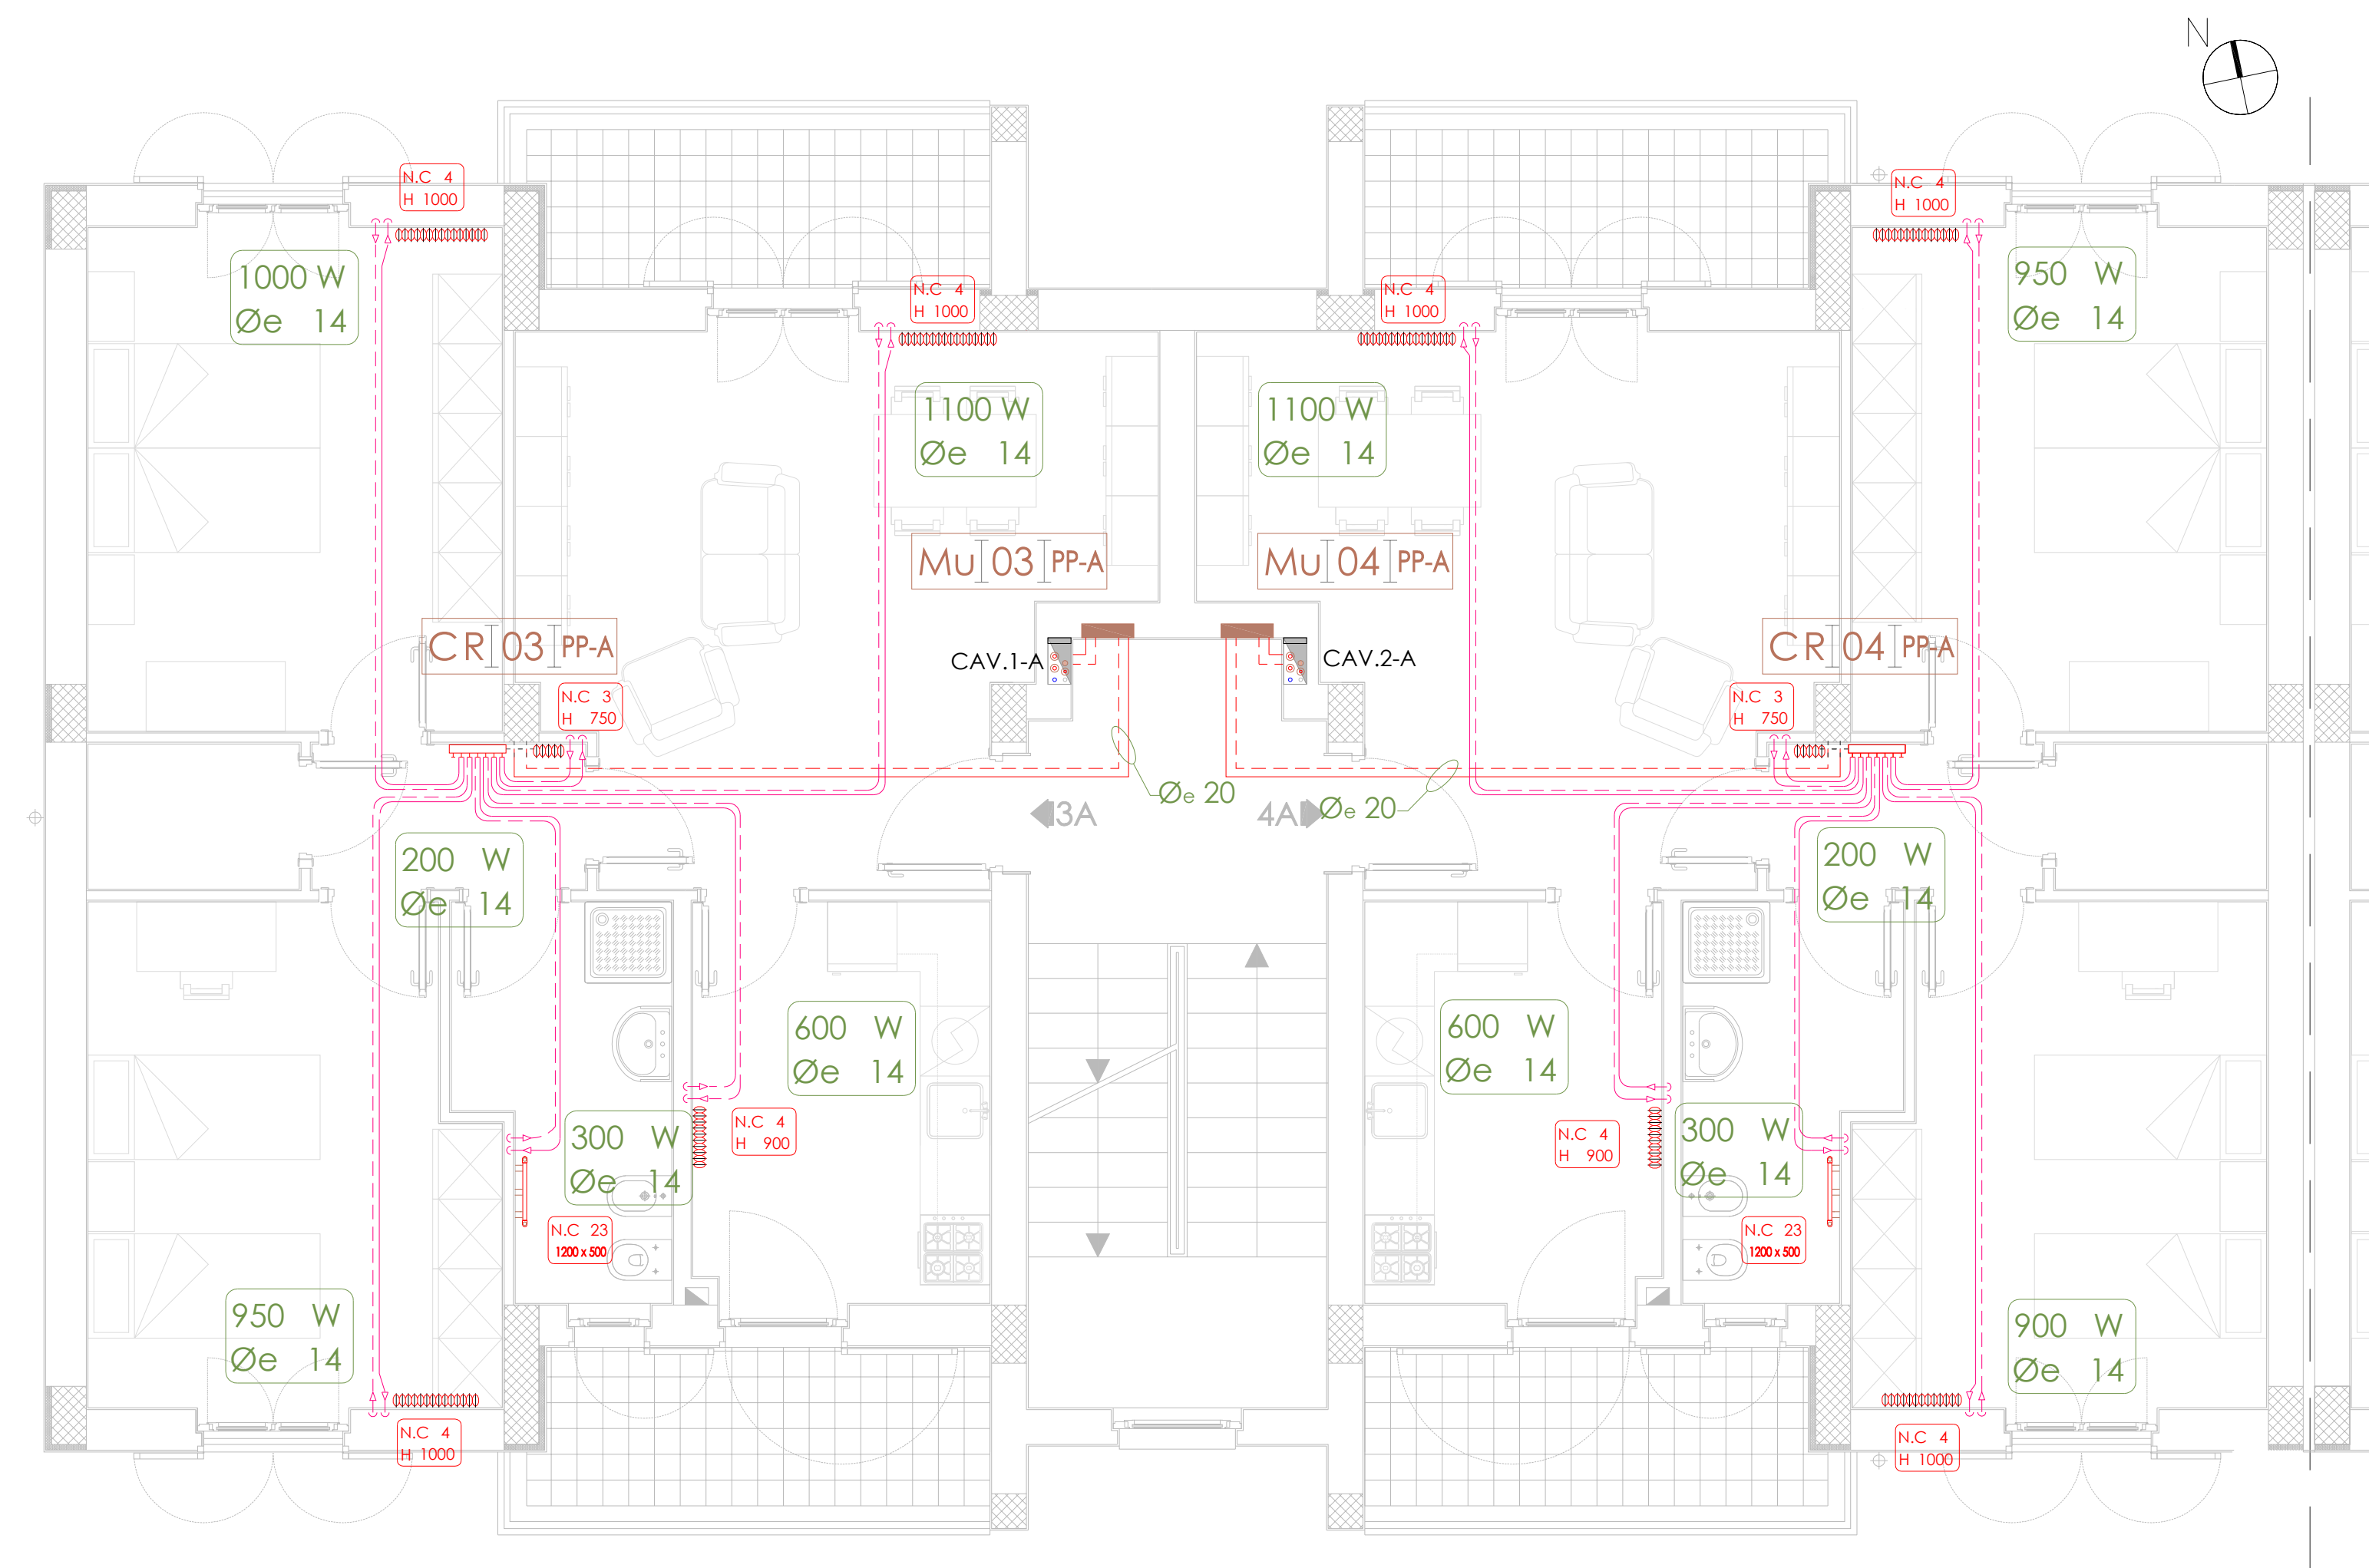 N
N.C 4
H 1000
N.C 4
H 1000
1000 W
Øe 14
950 W
Øe 14
N.C 4
H 1000
N.C 4
H 1000
1100 W
Øe 14
1100 W
Øe 14
Mu 03 PP-A
Mu 04 PP-A
CR 03 PP-A
CR 04 PP-A
CAV.1-A
CAV.2-A
N.C 3
H 750
N.C 3
H 750
Øe 20
Øe 20
3A
4A
200 W
Øe 14
200 W
Øe 14
600 W
Øe 14
600 W
Øe 14
300 W
Øe 14
N.C 4
H 900
N.C 4
H 900
300 W
Øe 14
N.C 23
1200 x 500
N.C 23
1200 x 500
950 W
Øe 14
900 W
Øe 14
N.C 4
H 1000
N.C 4
H 1000